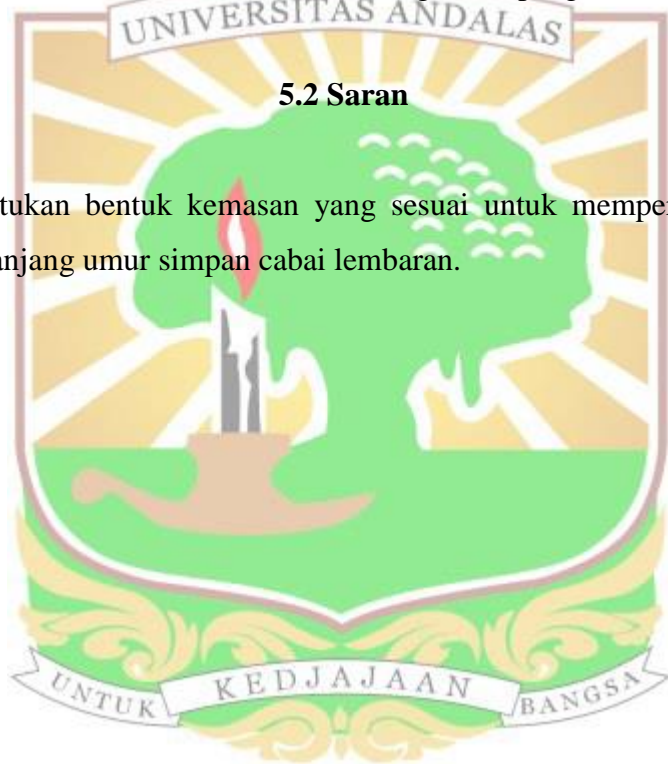 UNIVERSITAS ANDALAS
5.2 Saran
tukan bentuk kemasan yang sesuai untuk memper
anjang umur simpan cabai lembaran.
UNTUK KEDJAJAAN BANGSA